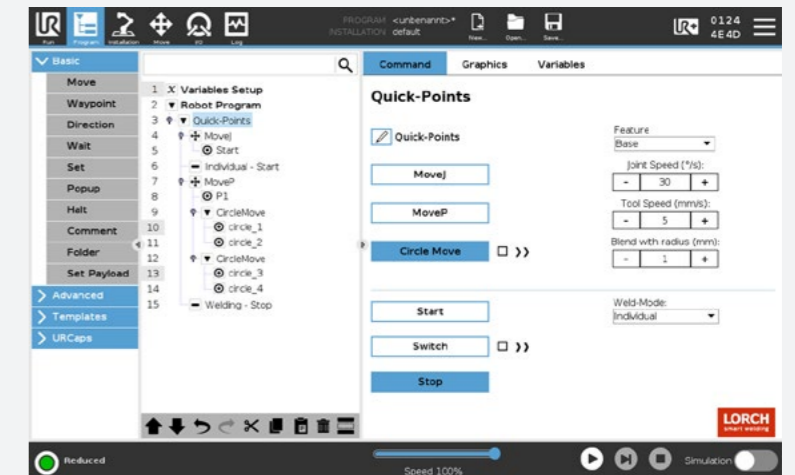 UR
PROGRAM <unbenannt>*
INSTALLATION default
UR+
0124
4E4D
Run
Program
Installation
Move
I/O
Log
New...
Open...
Save...
Basic
Move
Waypoint
Direction
Wait
Set
Popup
Halt
Comment
Folder
Set Payload
Advanced
Templates
URCaps
1 X Variables Setup
2 Robot Program
3 Quick-Points
4 MoveJ
5 Start
6 Individual - Start
7 MoveP
8 P1
9 CircleMove
10 circle_1
11 circle_2
12 CircleMove
13 circle_3
14 circle_4
15 Welding - Stop
Command Graphics Variables
Quick-Points
Quick-Points
MoveJ
MoveP
Circle Move
Start
Switch
Stop
Feature
Base
Joint Speed (°/s):
- 30 +
Tool Speed (mm/s):
- 5 +
Blend with radius (mm):
- 1 +
Weld-Mode:
Individual
LORCH
smart welding
Reduced
Speed 100%
Simulation